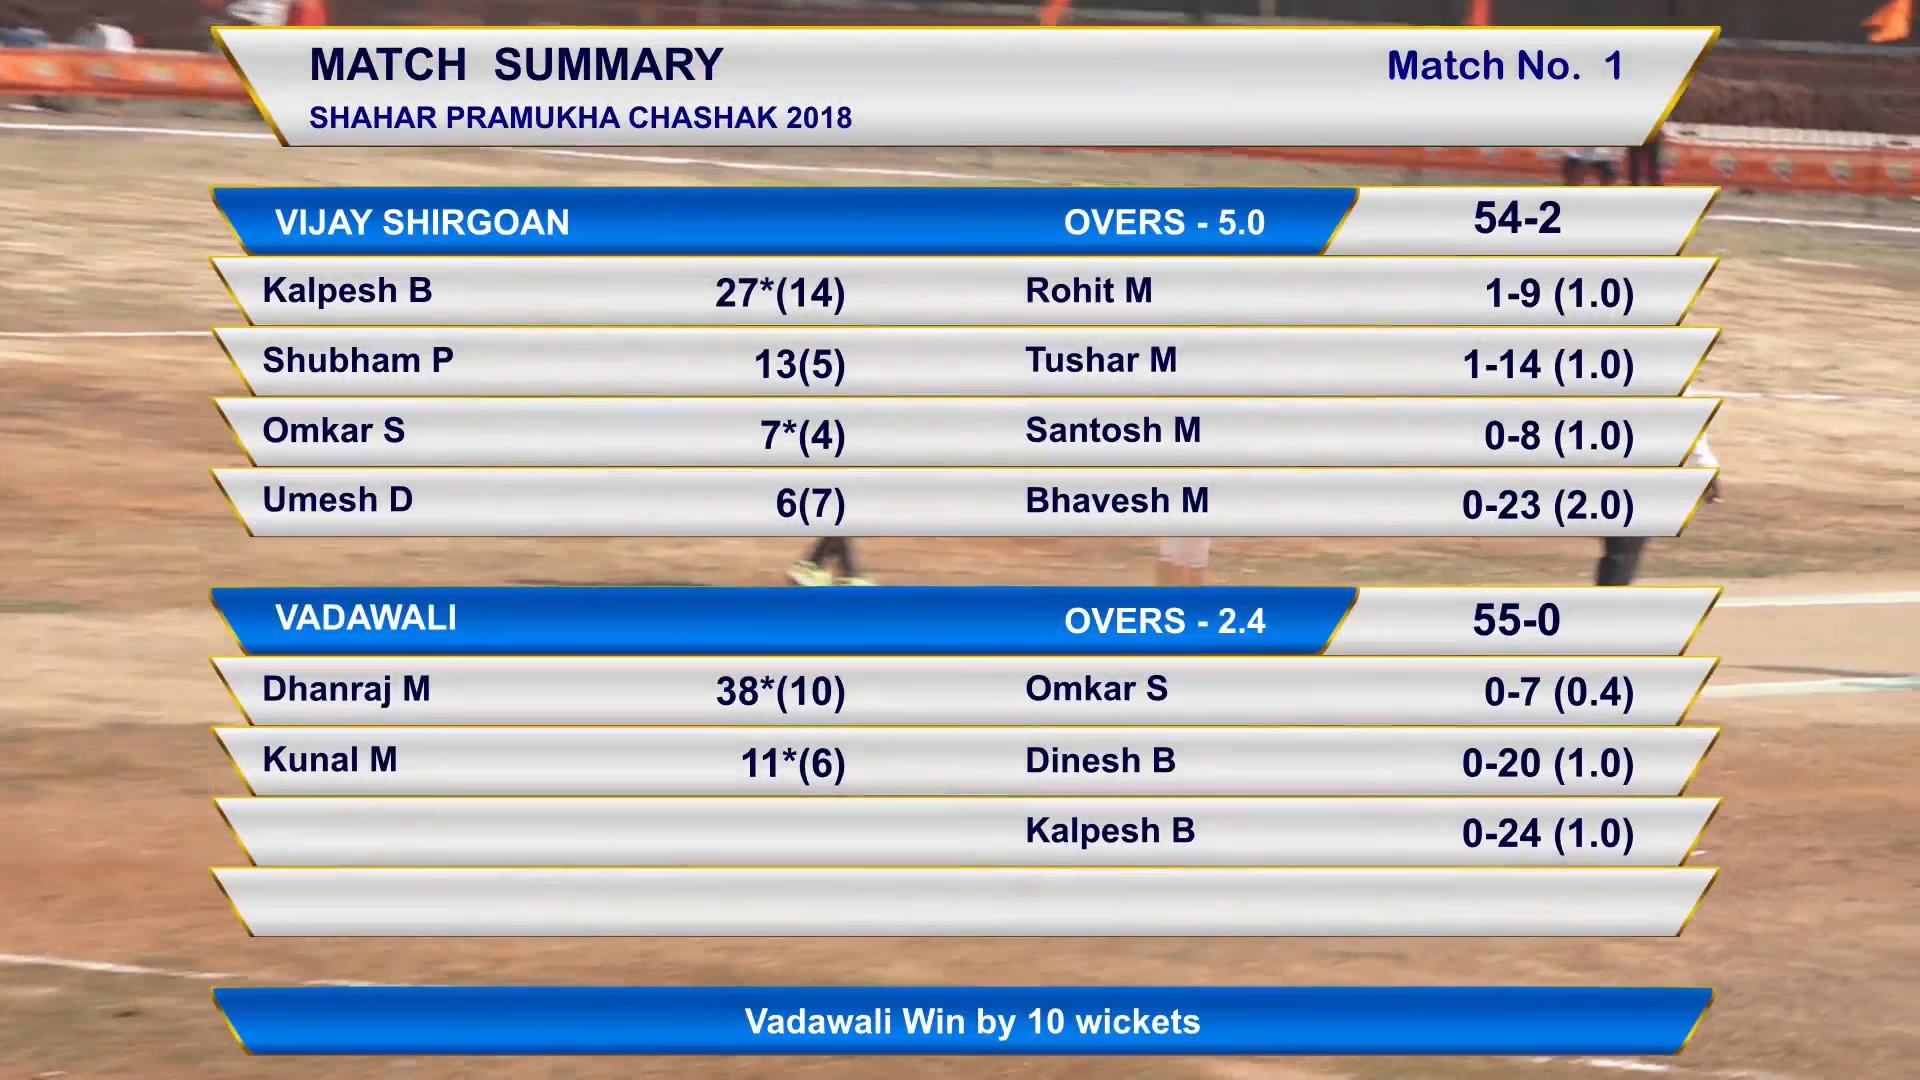 MATCH SUMMARY
Match No. 1
SHAHAR PRAMUKHA CHASHAK 2018
VIJAY SHIRGOAN OVERS - 5.0 54-2
Kalpesh B 27*(14) Rohit M 1-9 (1.0)
Shubham P 13(5) Tushar M 1-14 (1.0)
Omkar S 7*(4) Santosh M 0-8 (1.0)
Umesh D 6(7) Bhavesh M 0-23 (2.0)
VADAWALI OVERS - 2.4 55-0
Dhanraj M 38*(10) Omkar S 0-7 (0.4)
Kunal M 11*(6) Dinesh B 0-20 (1.0)
Kalpesh B 0-24 (1.0)
Vadawali Win by 10 wickets